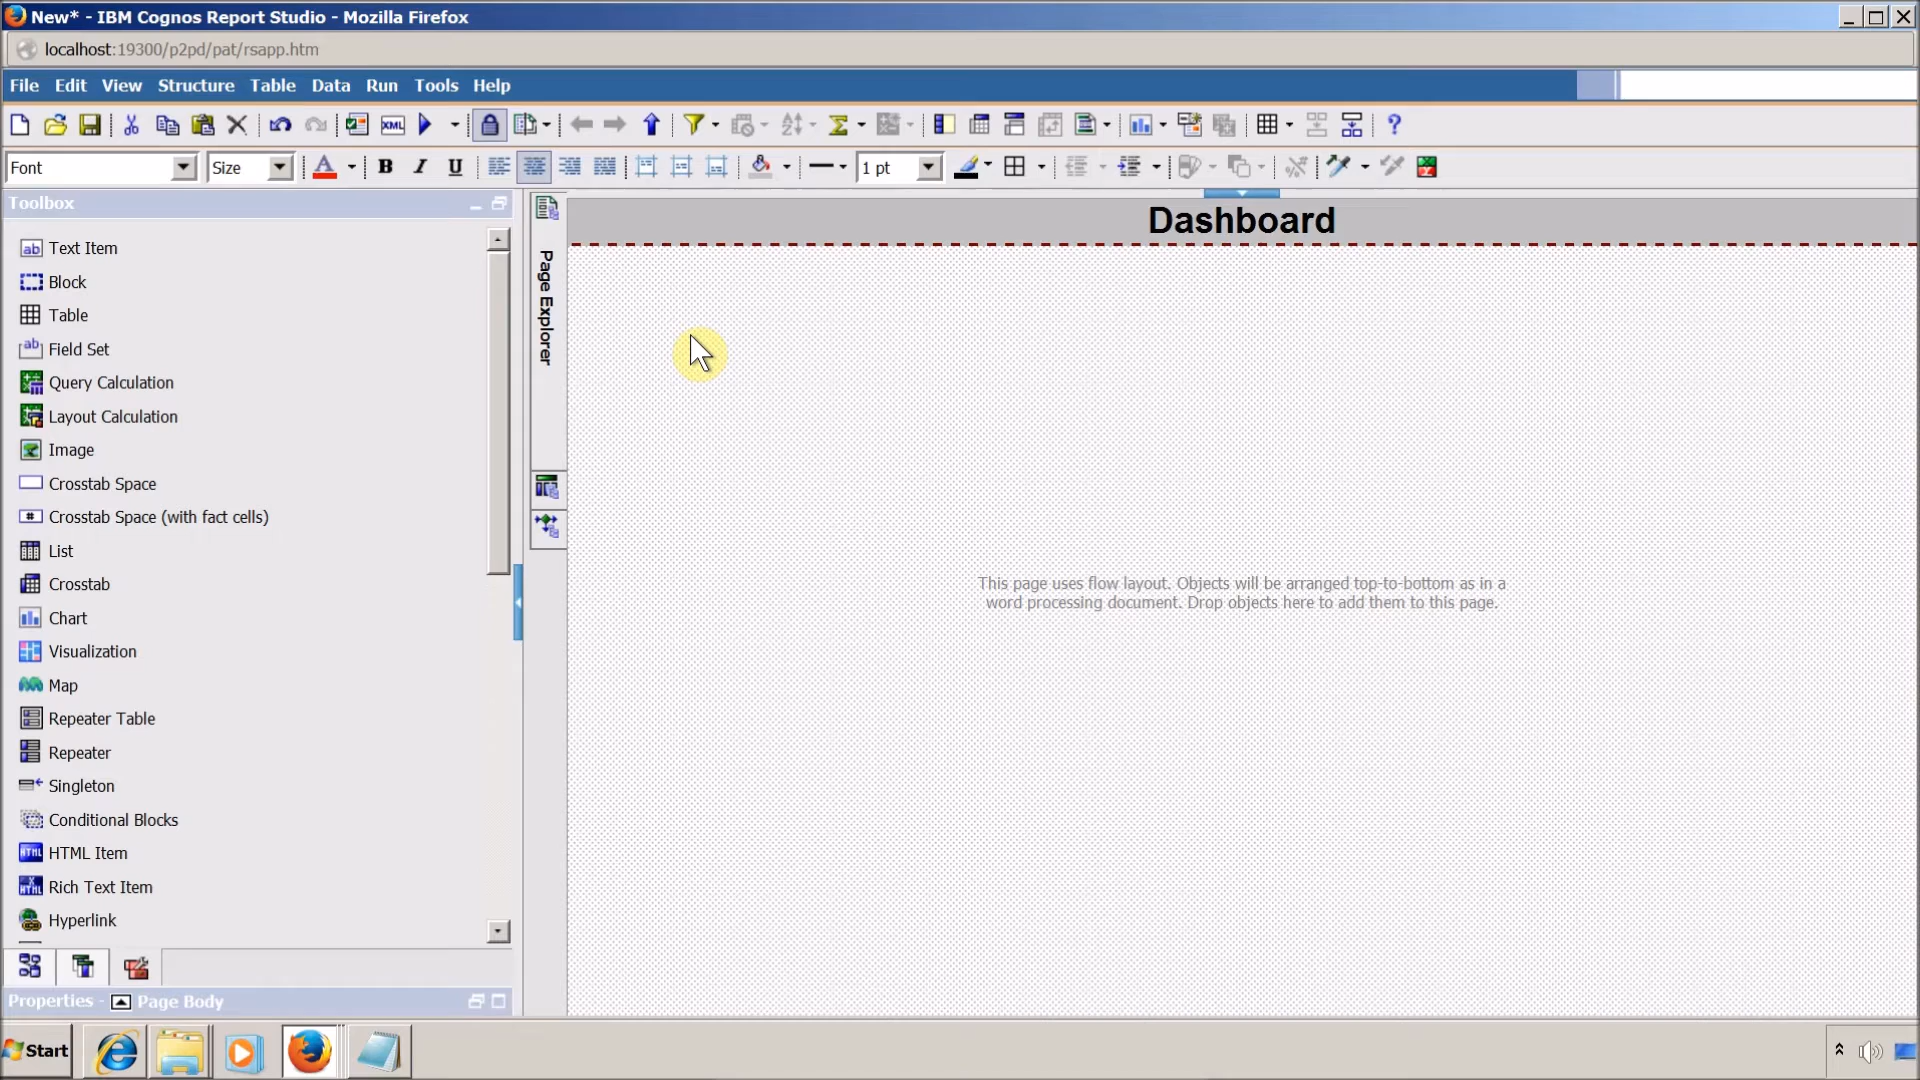 New* - IBM Cognos Report Studio - Mozilla Firefox
localhost:19300/p2pd/pat/rsapp.htm
File Edit View Structure Table Data Run Tools Help
XML
Font Size A B I U 1 pt
Toolbox
Text Item
Block
Table
Field Set
Query Calculation
Layout Calculation
Image
Crosstab Space
Crosstab Space (with fact cells)
List
Crosstab
Chart
Visualization
Map
Repeater Table
Repeater
Singleton
Conditional Blocks
HTML Item
Rich Text Item
Hyperlink
Properties - Page Body
Page Explorer
Dashboard
This page uses flow layout. Objects will be arranged top-to-bottom as in a
word processing document. Drop objects here to add them to this page.
Start